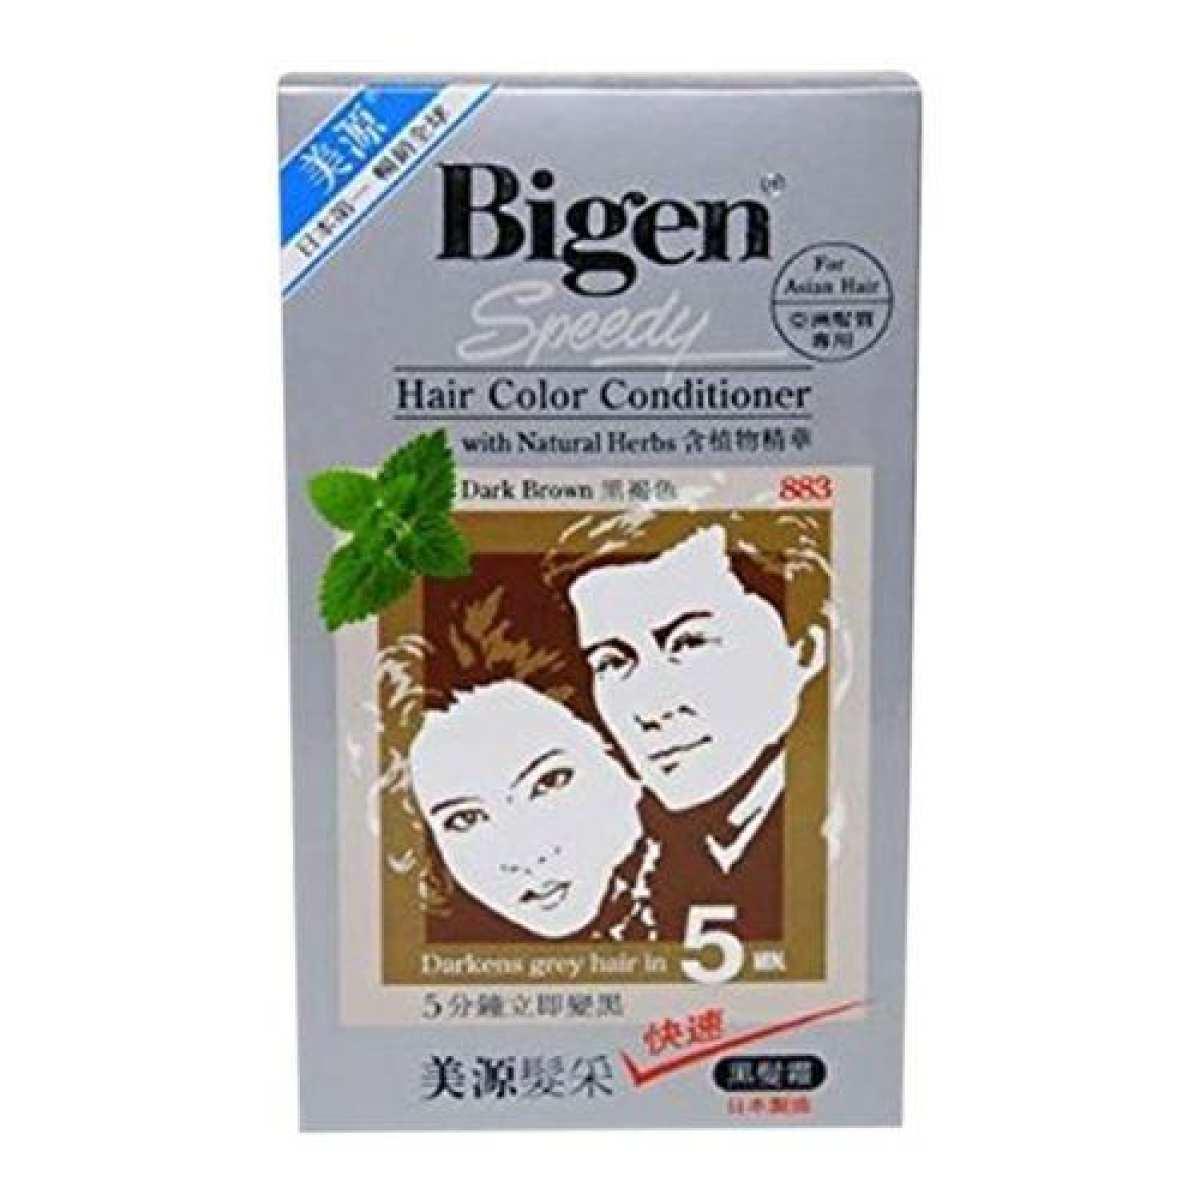 美源®
日本第一 暢銷全球
Bigen®
Speedy
For
Asian Hair
亞洲髮質
專用
Hair Color Conditioner
with Natural Herbs 含植物精華
Dark Brown 黑褐色 883
Darkens grey hair in 5 MIN.
5分鐘立即變黑
快速
美源髮采 黑髮霜
日本製造